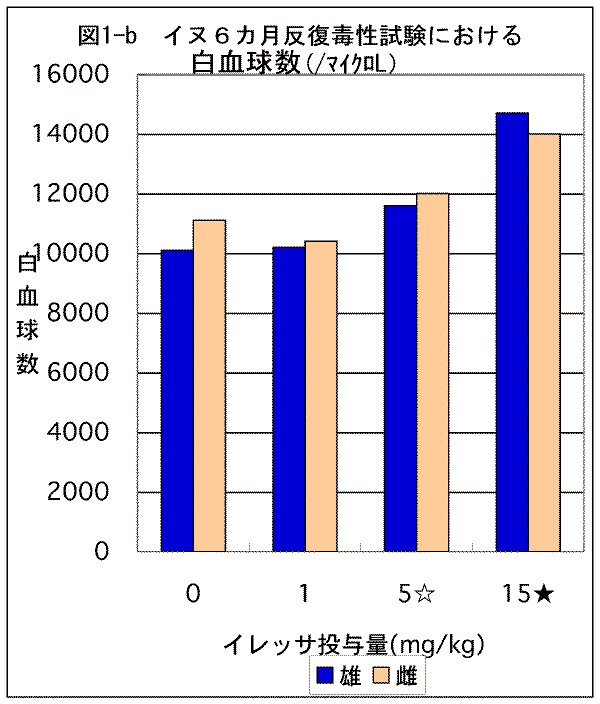 図1-b　イヌ６カ月反復毒性試験における
白血球数(/ﾏｲｸﾛL)
16000
14000
12000
10000
8000
6000
4000
2000
0
白血球数
0 1 5☆ 15★
イレッサ投与量(mg/kg)
雄 雌